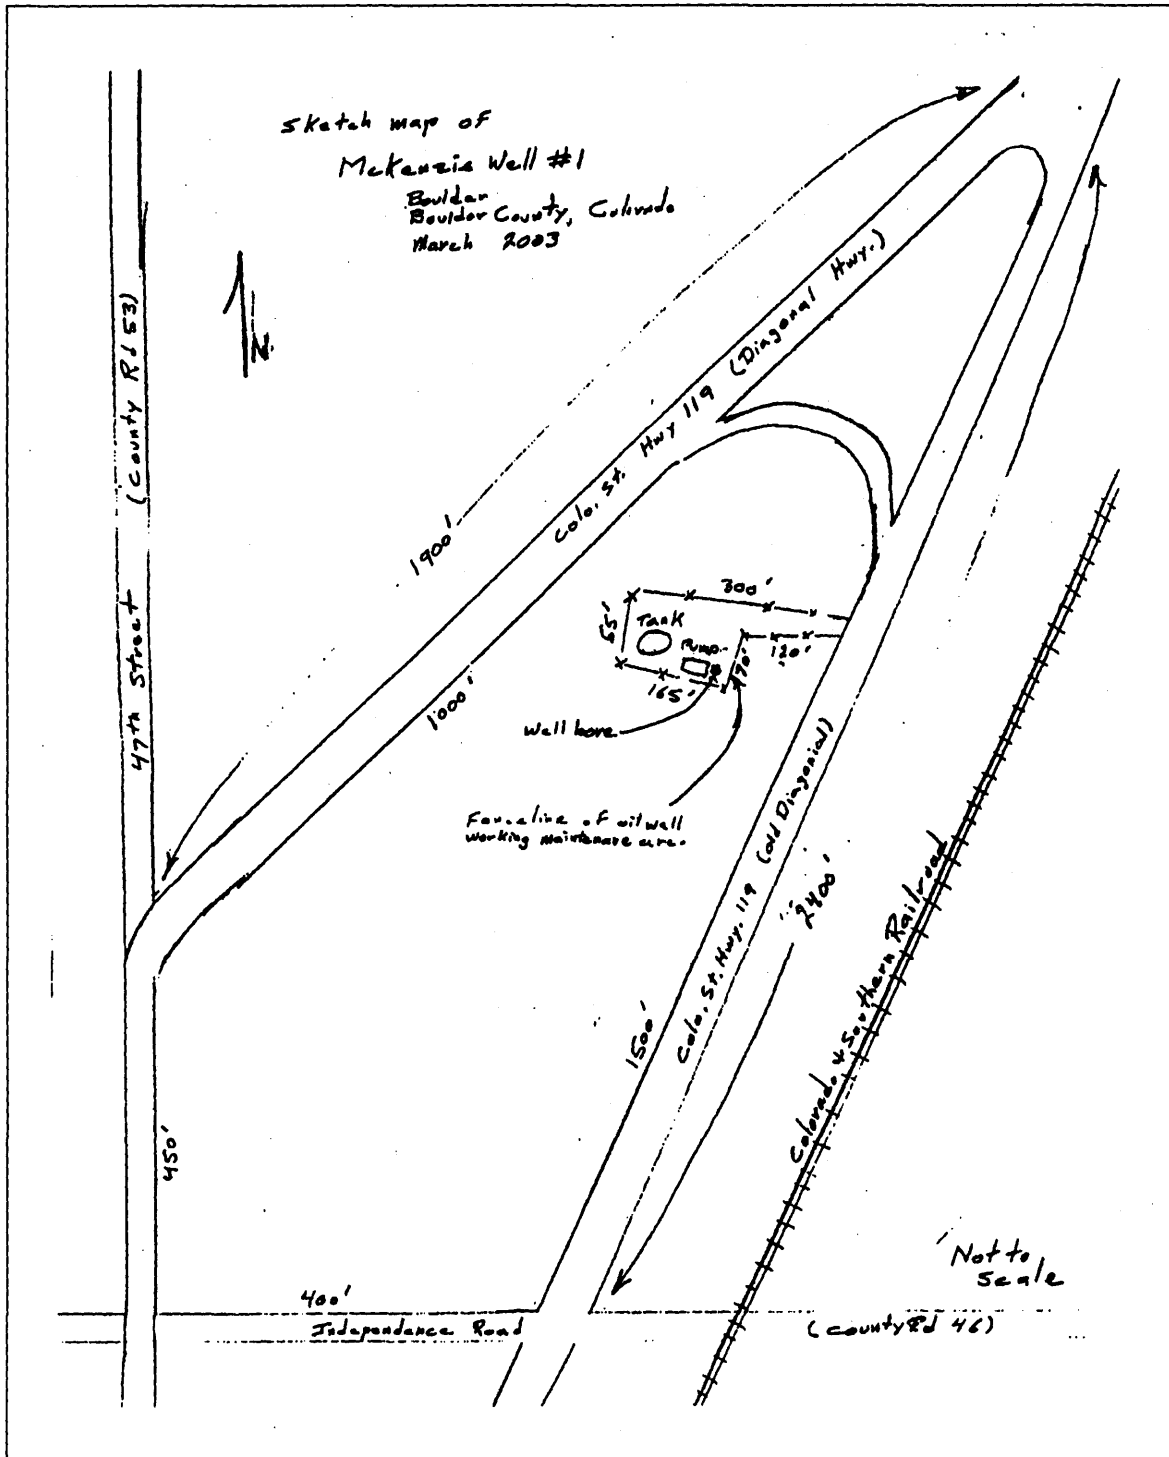 Sketch map of
McKenzie Well #1
Boulder
Boulder County, Colorado
March 2003
N.
47th Street (County Rd 53)
Colo. St. Hwy 119 (Diagonal Hwy.)
1900'
1000'
300'
55'
Tank
Pump
120'
70'
165'
Well bore
Fenceline of oil well
working maintenance are.
Colo. St. Hwy. 119 (old Diagonial)
2400'
1500'
Colorado & Southern Railroad
450'
Not to
scale
400'
Independance Road
(County Rd 46)